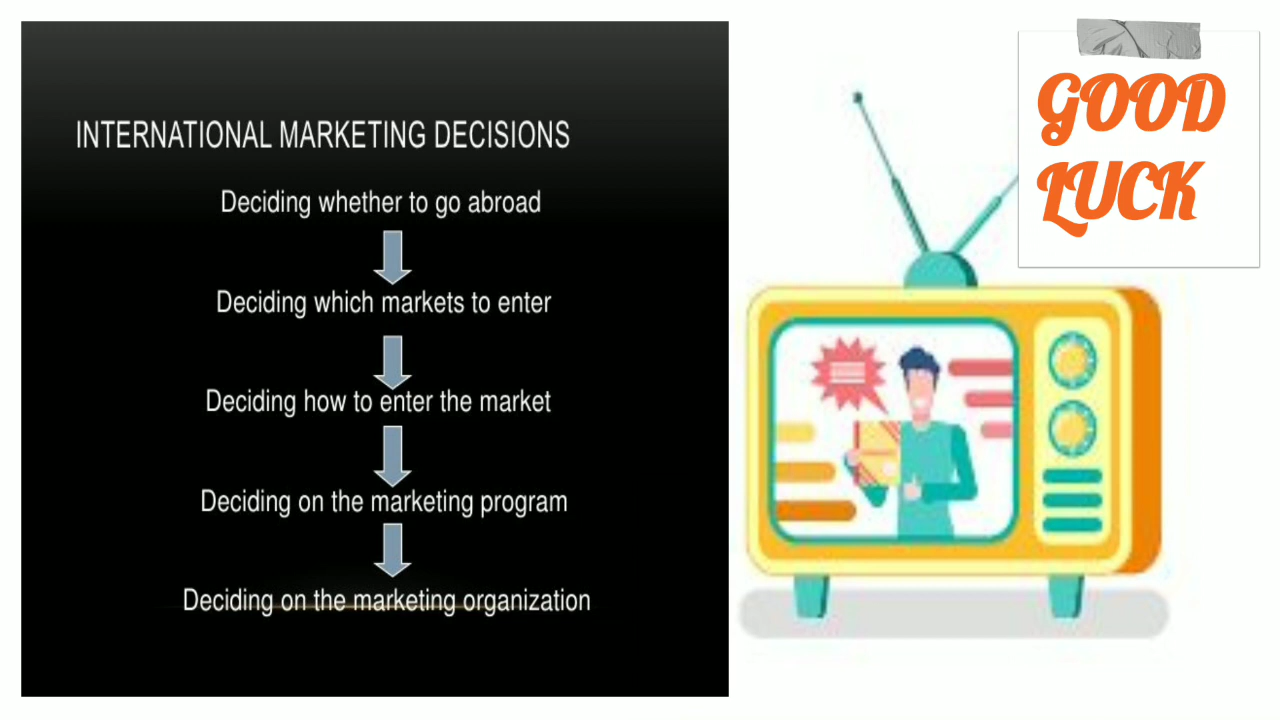 INTERNATIONAL MARKETING DECISIONS
Deciding whether to go abroad
Deciding which markets to enter
Deciding how to enter the market
Deciding on the marketing program
Deciding on the marketing organization
GOOD
LUCK